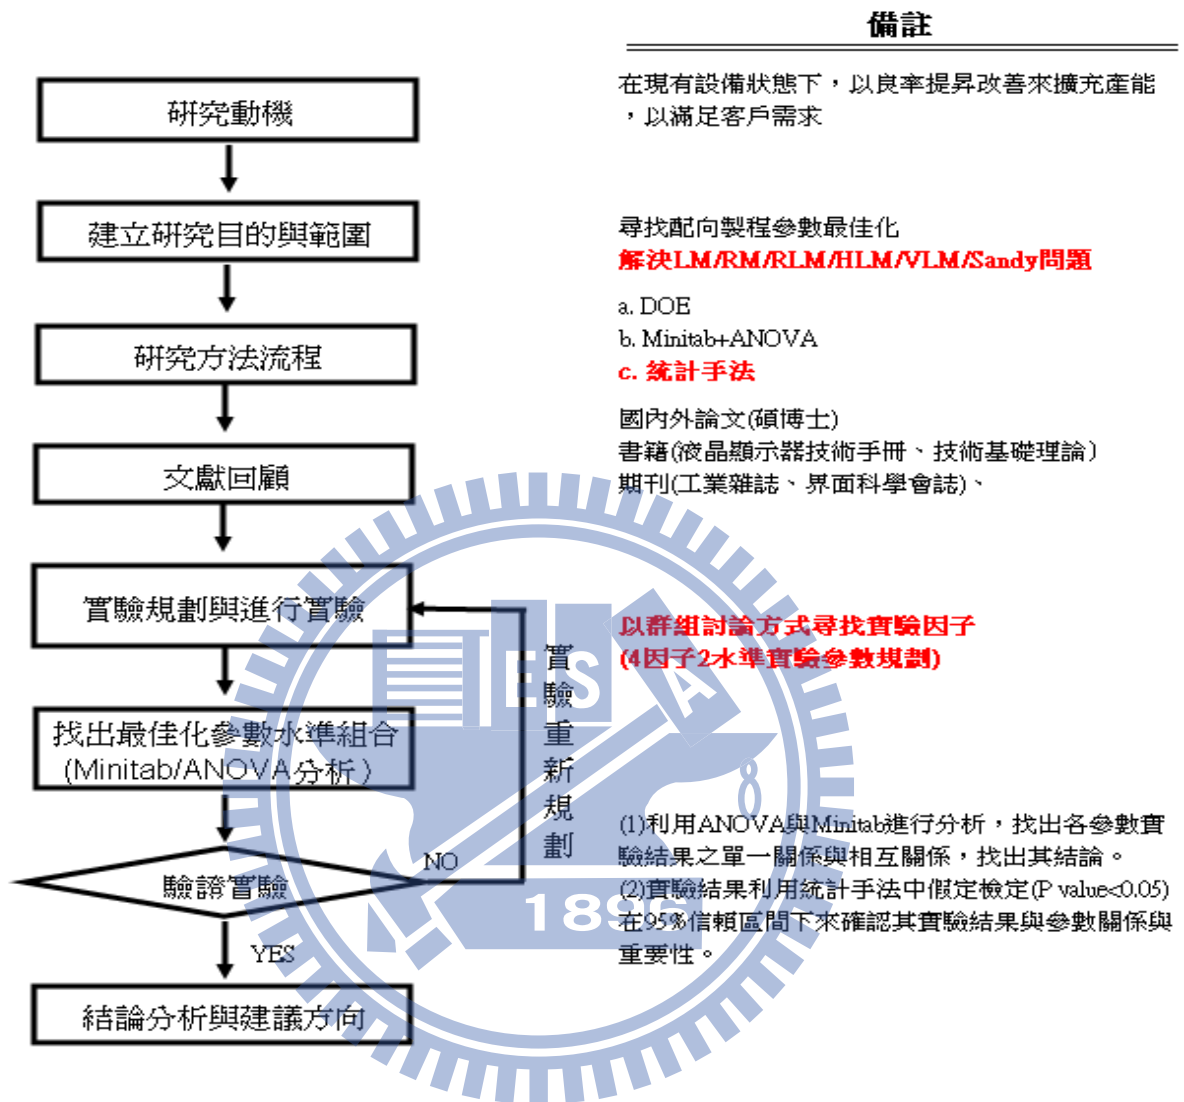 備註
研究動機
在現有設備狀態下，以良率提昇改善來擴充產能
，以滿足客戶需求
建立研究目的與範圍
尋找配向製程參數最佳化
解決LM/RM/RLM/HLM/VLM/Sandy問題
研究方法流程
a. DOE
b. Minitab+ANOVA
c. 統計手法
文獻回顧
國內外論文(碩博士)
書籍(液晶顯示器技術手冊、技術基礎理論)
期刊(工業雜誌、界面科學會誌)、
實驗規劃與進行實驗
以群組討論方式尋找實驗因子
(4因子2水準實驗參數規劃)
實驗重新規劃
找出最佳化參數水準組合
(Minitab/ANOVA分析)
(1)利用ANOVA與Minitab進行分析，找出各參數實
驗結果之單一關係與相互關係，找出其結論。
(2)實驗結果利用統計手法中假定檢定(P value<0.05)
在95%信賴區間下來確認其實驗結果與參數關係與
重要性。
驗證實驗
NO
YES
結論分析與建議方向
ESA
8
1896